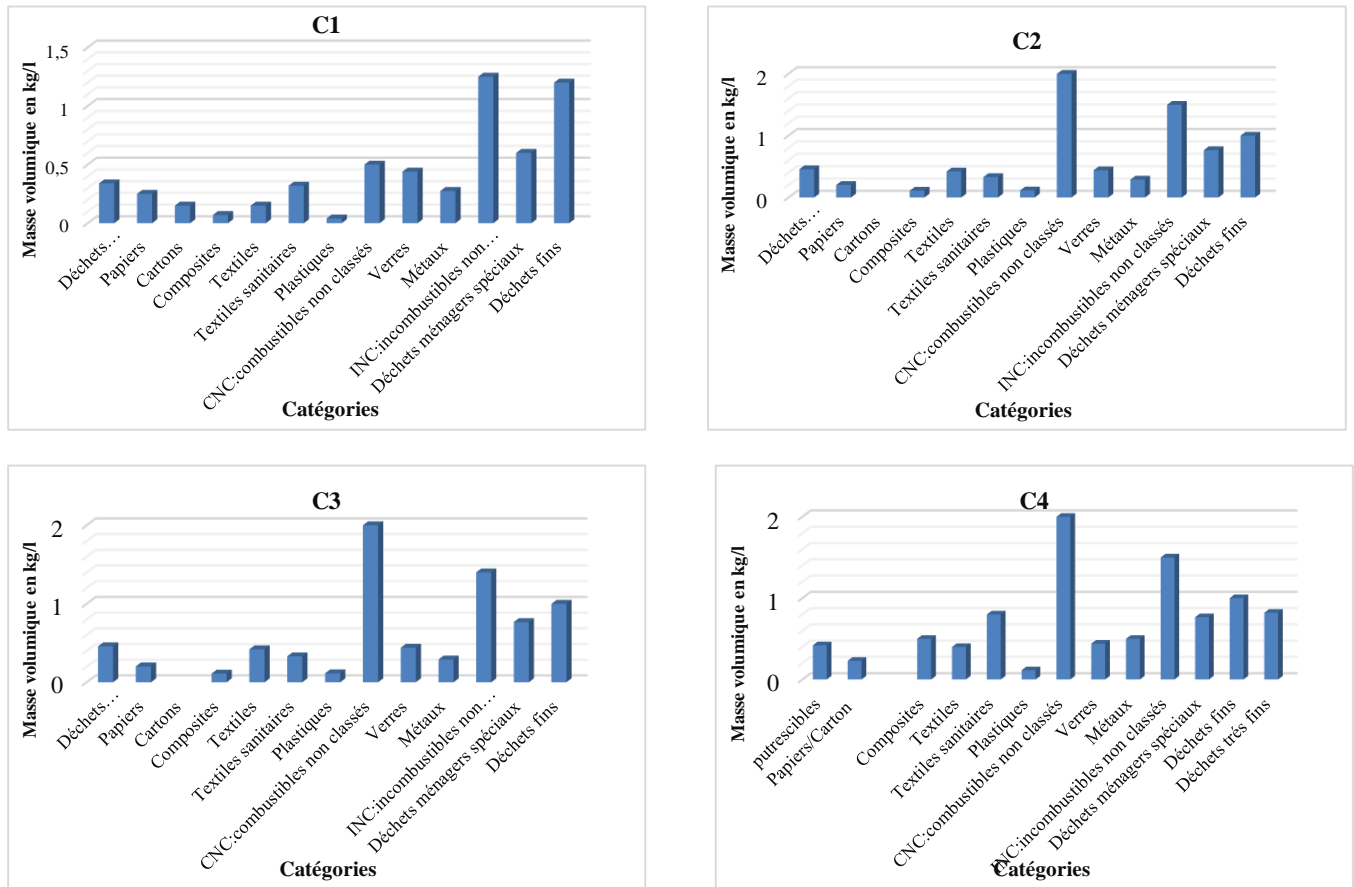 C1
Masse volumique en kg/l
1,5
1
0,5
0
Déchets…
Papiers
Cartons
Composites
Textiles
Textiles sanitaires
Plastiques
CNC:combustibles non classés
Verres
Métaux
INC:incombustibles non…
Déchets ménagers spéciaux
Déchets fins
Catégories
C2
Masse volumique en kg/l
2
1
0
Déchets…
Papiers
Cartons
Composites
Textiles
Textiles sanitaires
Plastiques
CNC:combustibles non classés
Verres
Métaux
INC:incombustibles non classés
Déchets ménagers spéciaux
Déchets fins
Catégories
C3
Masse volumique en kg/l
2
1
0
Déchets…
Papiers
Cartons
Composites
Textiles
Textiles sanitaires
Plastiques
CNC:combustibles non classés
Verres
Métaux
INC:incombustibles non…
Déchets ménagers spéciaux
Déchets fins
Catégories
C4
Masse volumique en kg/l
2
1
0
putrescibles
Papiers/Carton
Composites
Textiles
Textiles sanitaires
Plastiques
CNC:combustibles non classés
Verres
Métaux
INC:incombustibles non classés
Déchets ménagers spéciaux
Déchets fins
Déchets trés fins
Catégories